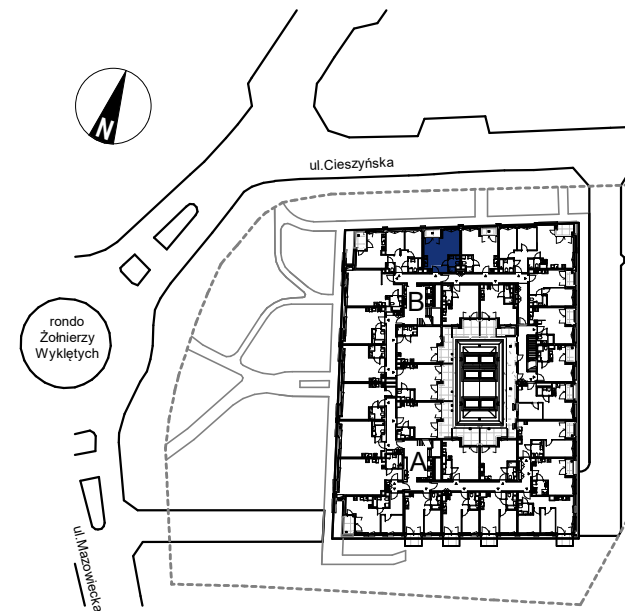 N
ul.Cieszyńska
B
rondo
Żołnierzy
Wyklętych
A
ul.Mazowiecka